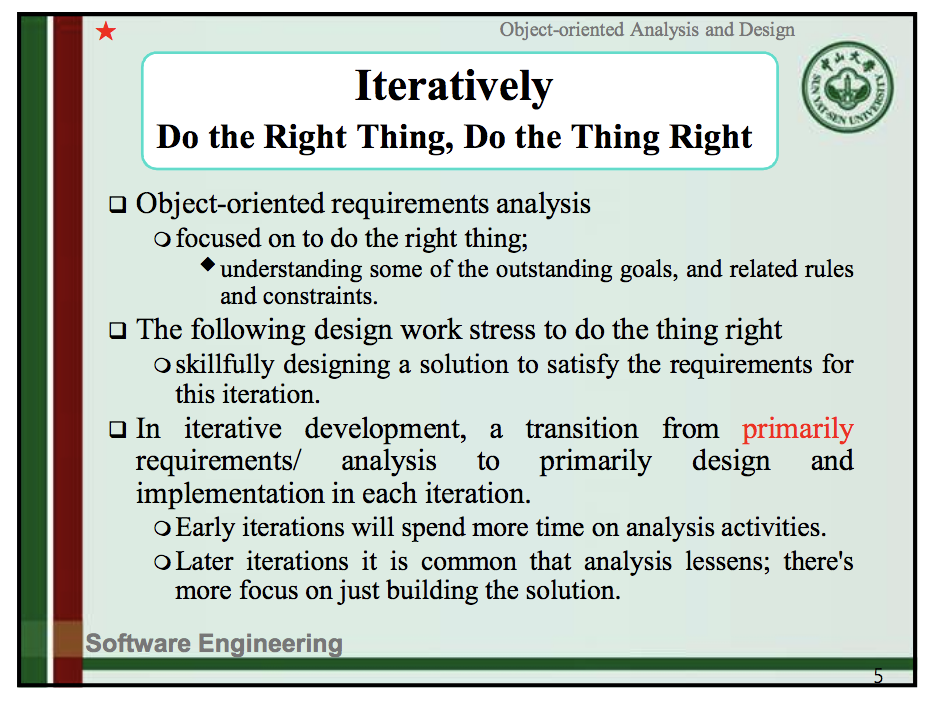 Object-oriented Analysis and Design
Iteratively
Do the Right Thing, Do the Thing Right
中山大學
SUN YAT-SEN UNIVERSITY
Object-oriented requirements analysis
focused on to do the right thing;
understanding some of the outstanding goals, and related rules
and constraints.
The following design work stress to do the thing right
skillfully designing a solution to satisfy the requirements for
this iteration.
In iterative development, a transition from primarily
requirements/ analysis to primarily design and
implementation in each iteration.
Early iterations will spend more time on analysis activities.
Later iterations it is common that analysis lessens; there's
more focus on just building the solution.
Software Engineering
5